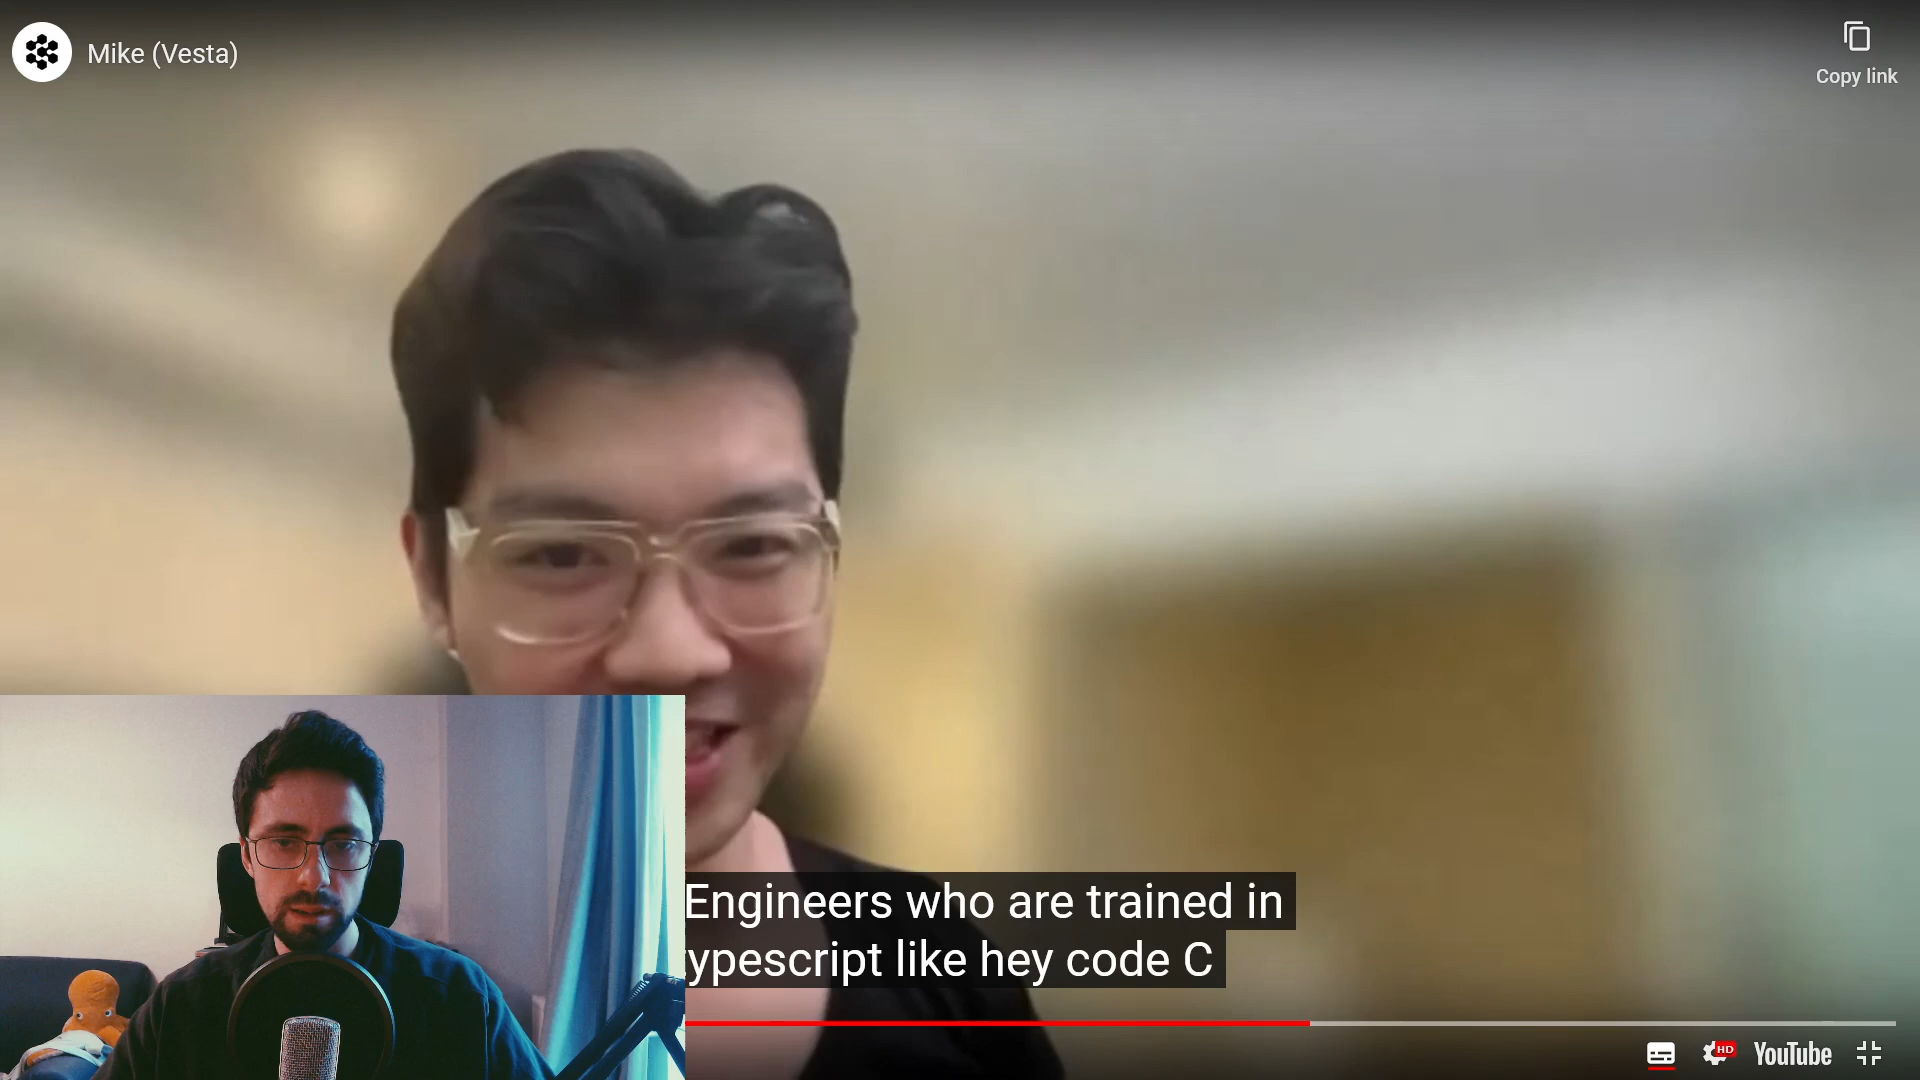 Mike (Vesta)
Copy link
Engineers who are trained in
ypescript like hey code C
HD
YouTube